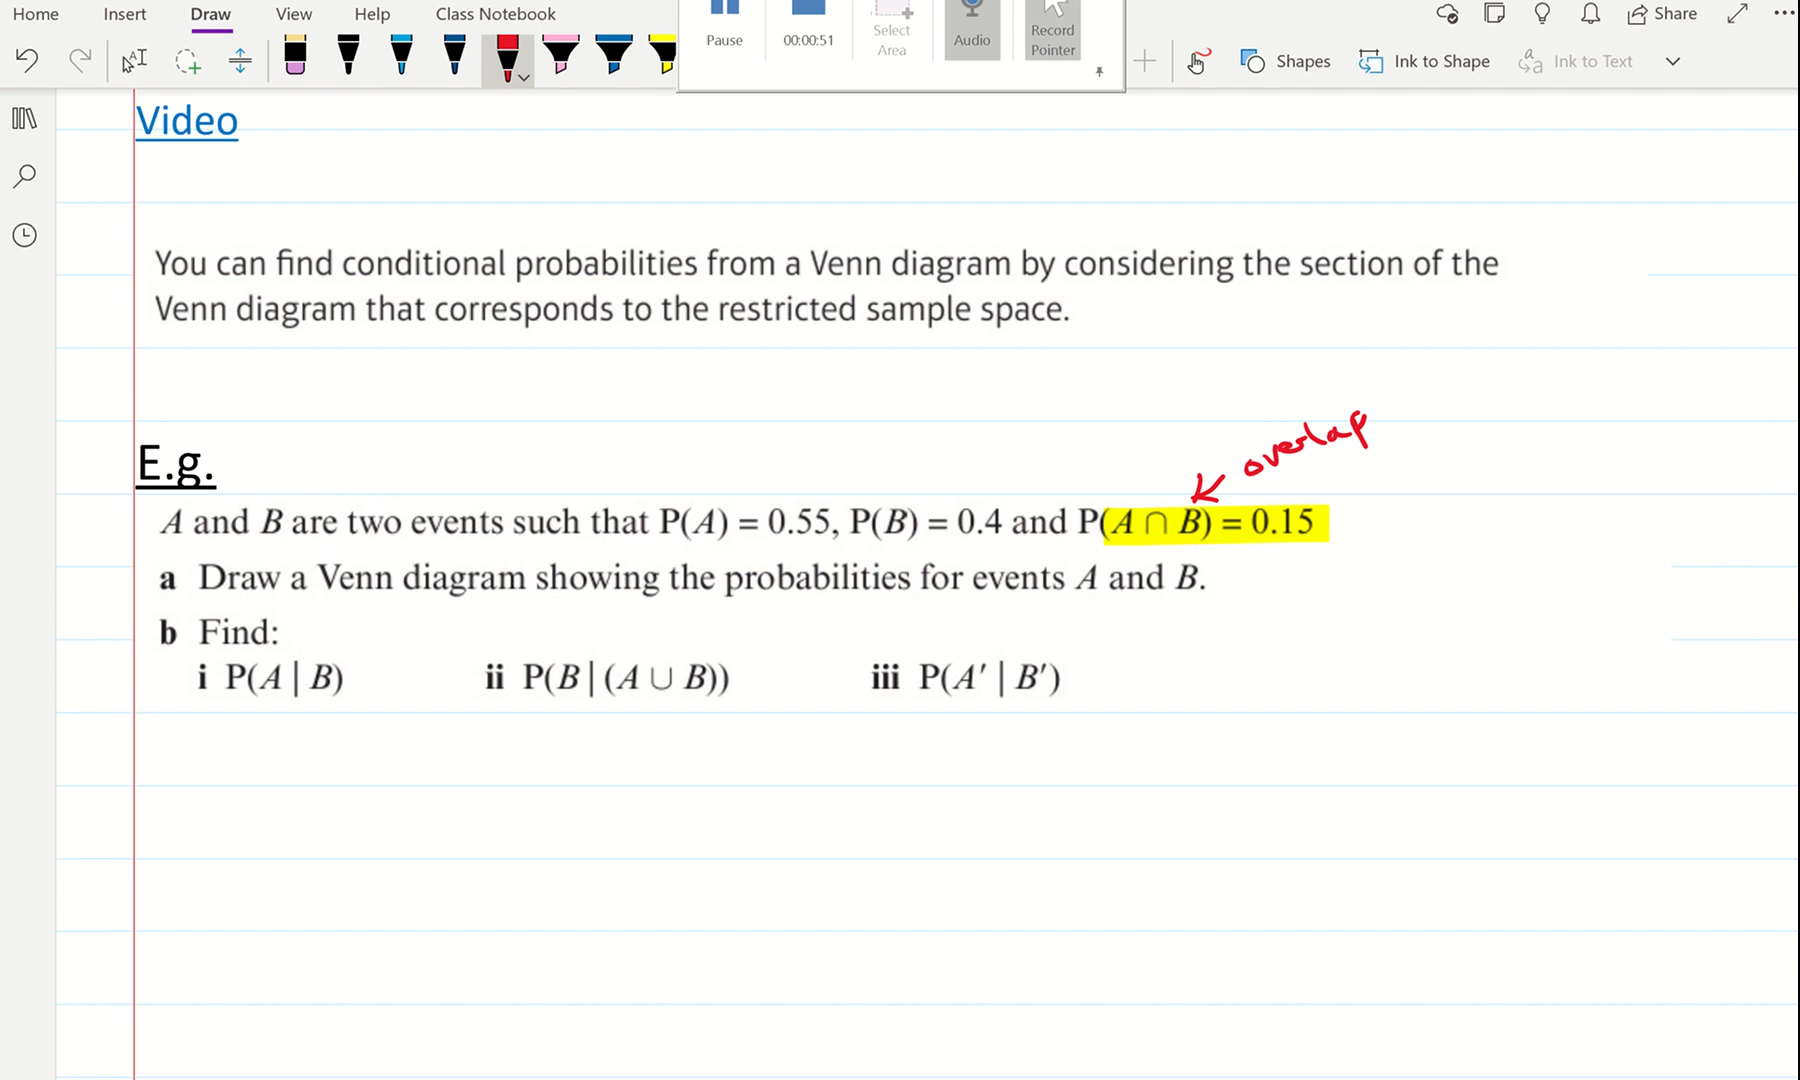 Home Insert Draw View Help Class Notebook
Pause 00:00:51 Select Area Audio Record Pointer
Share
Shapes Ink to Shape Ink to Text
Video
You can find conditional probabilities from a Venn diagram by considering the section of the
Venn diagram that corresponds to the restricted sample space.
overlap
E.g.
A and B are two events such that P(A) = 0.55, P(B) = 0.4 and P(A ∩ B) = 0.15
a Draw a Venn diagram showing the probabilities for events A and B.
b Find:
i P(A | B) ii P(B | (A ∪ B)) iii P(A′ | B′)